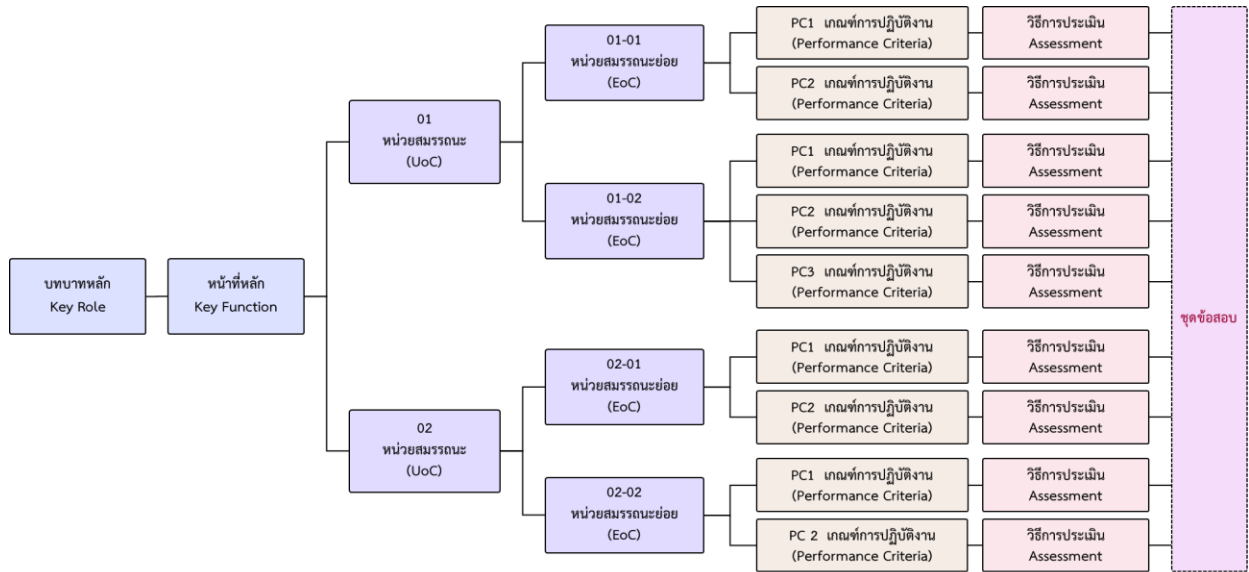 บทบาทหลัก
Key Role
หน้าที่หลัก
Key Function
01
หน่วยสมรรถนะ
(UoC)
01-01
หน่วยสมรรถนะย่อย
(EoC)
PC1 เกณฑ์การปฏิบัติงาน
(Performance Criteria)
วิธีการประเมิน
Assessment
PC2 เกณฑ์การปฏิบัติงาน
(Performance Criteria)
วิธีการประเมิน
Assessment
01-02
หน่วยสมรรถนะย่อย
(EoC)
PC1 เกณฑ์การปฏิบัติงาน
(Performance Criteria)
วิธีการประเมิน
Assessment
PC2 เกณฑ์การปฏิบัติงาน
(Performance Criteria)
วิธีการประเมิน
Assessment
PC3 เกณฑ์การปฏิบัติงาน
(Performance Criteria)
วิธีการประเมิน
Assessment
02
หน่วยสมรรถนะ
(UoC)
02-01
หน่วยสมรรถนะย่อย
(EoC)
PC1 เกณฑ์การปฏิบัติงาน
(Performance Criteria)
วิธีการประเมิน
Assessment
PC2 เกณฑ์การปฏิบัติงาน
(Performance Criteria)
วิธีการประเมิน
Assessment
02-02
หน่วยสมรรถนะย่อย
(EoC)
PC1 เกณฑ์การปฏิบัติงาน
(Performance Criteria)
วิธีการประเมิน
Assessment
PC 2 เกณฑ์การปฏิบัติงาน
(Performance Criteria)
วิธีการประเมิน
Assessment
ชุดข้อสอบ